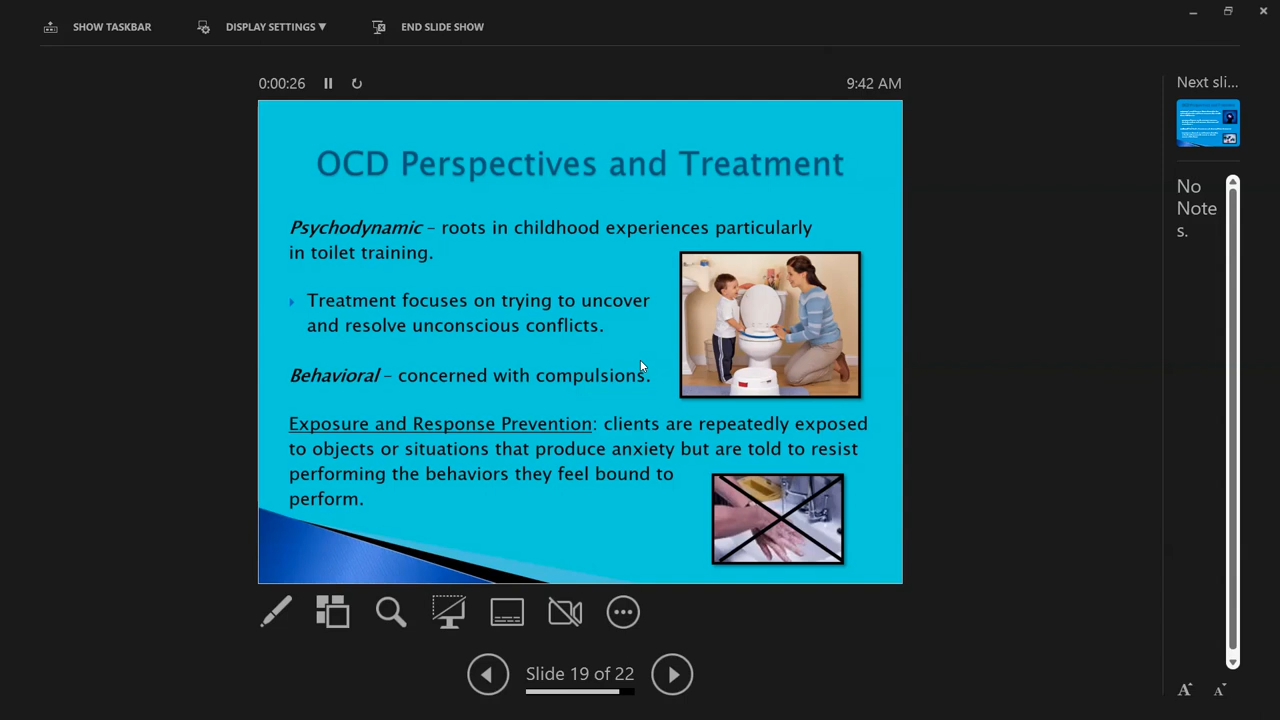 SHOW TASKBAR
DISPLAY SETTINGS ▼
END SLIDE SHOW
0:00:26
9:42 AM
Next sli...
OCD Perspectives and Treatment
Psychodynamic – roots in childhood experiences particularly
in toilet training.
Treatment focuses on trying to uncover
and resolve unconscious conflicts.
Behavioral – concerned with compulsions.
Exposure and Response Prevention: clients are repeatedly exposed
to objects or situations that produce anxiety but are told to resist
performing the behaviors they feel bound to
perform.
No
Note
s.
Slide 19 of 22
A
A